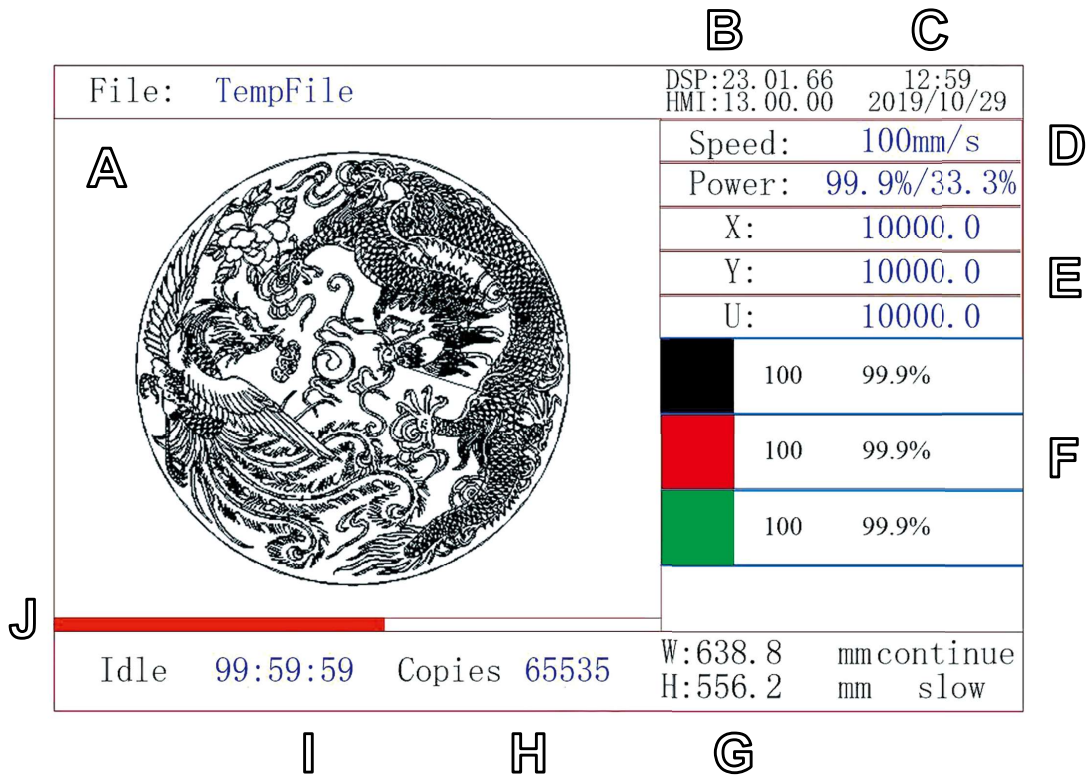 B C
File: TempFile
DSP:23.01.66 12:59
HMI:13.00.00 2019/10/29
A
Speed: 100mm/s
D
Power: 99.9%/33.3%
X: 10000.0
Y: 10000.0
E
U: 10000.0
100 99.9%
100 99.9%
F
100 99.9%
J
Idle 99:59:59 Copies 65535
W:638.8 mm continue
H:556.2 mm slow
I H G